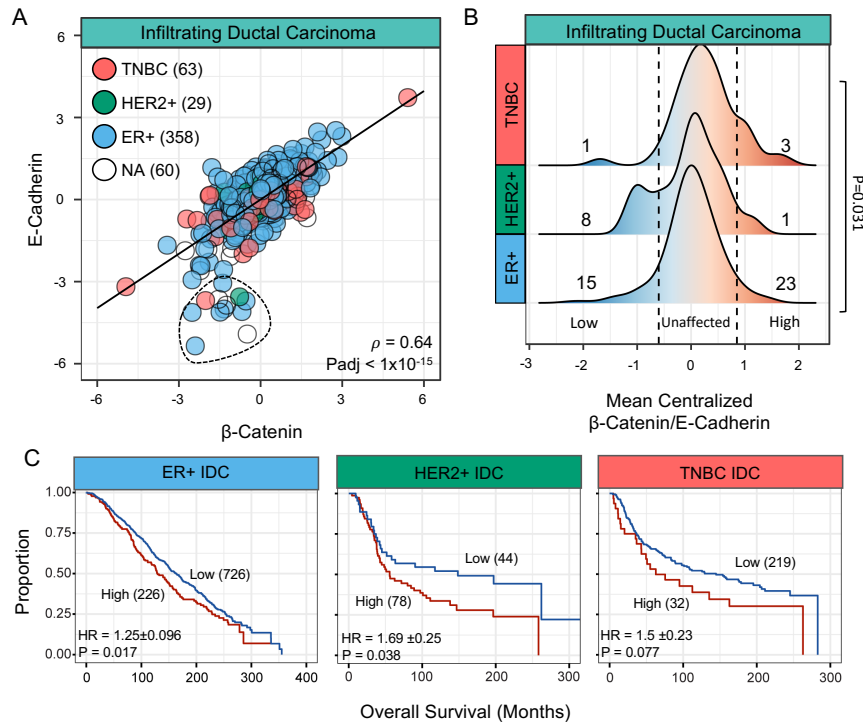 A
Infiltrating Ductal Carcinoma
TNBC (63)
HER2+ (29)
ER+ (358)
NA (60)
6
3
0
-3
-6
E-Cadherin
ρ = 0.64
Padj < 1x10⁻¹⁵
-6 -3 0 3 6
β-Catenin
B
Infiltrating Ductal Carcinoma
TNBC
1 3
HER2+
8 1
ER+
15 23
Low Unaffected High
P=0.031
-3 -2 -1 0 1 2
Mean Centralized
β-Catenin/E-Cadherin
C
ER+ IDC
1.00
0.75
0.50
0.25
0.00
Proportion
Low (726)
High (226)
HR = 1.25±0.096
P = 0.017
0 100 200 300 400
HER2+ IDC
Low (44)
High (78)
HR = 1.69 ±0.25
P = 0.038
0 100 200 300
TNBC IDC
Low (219)
High (32)
HR = 1.5 ±0.23
P = 0.077
0 100 200 300
Overall Survival (Months)